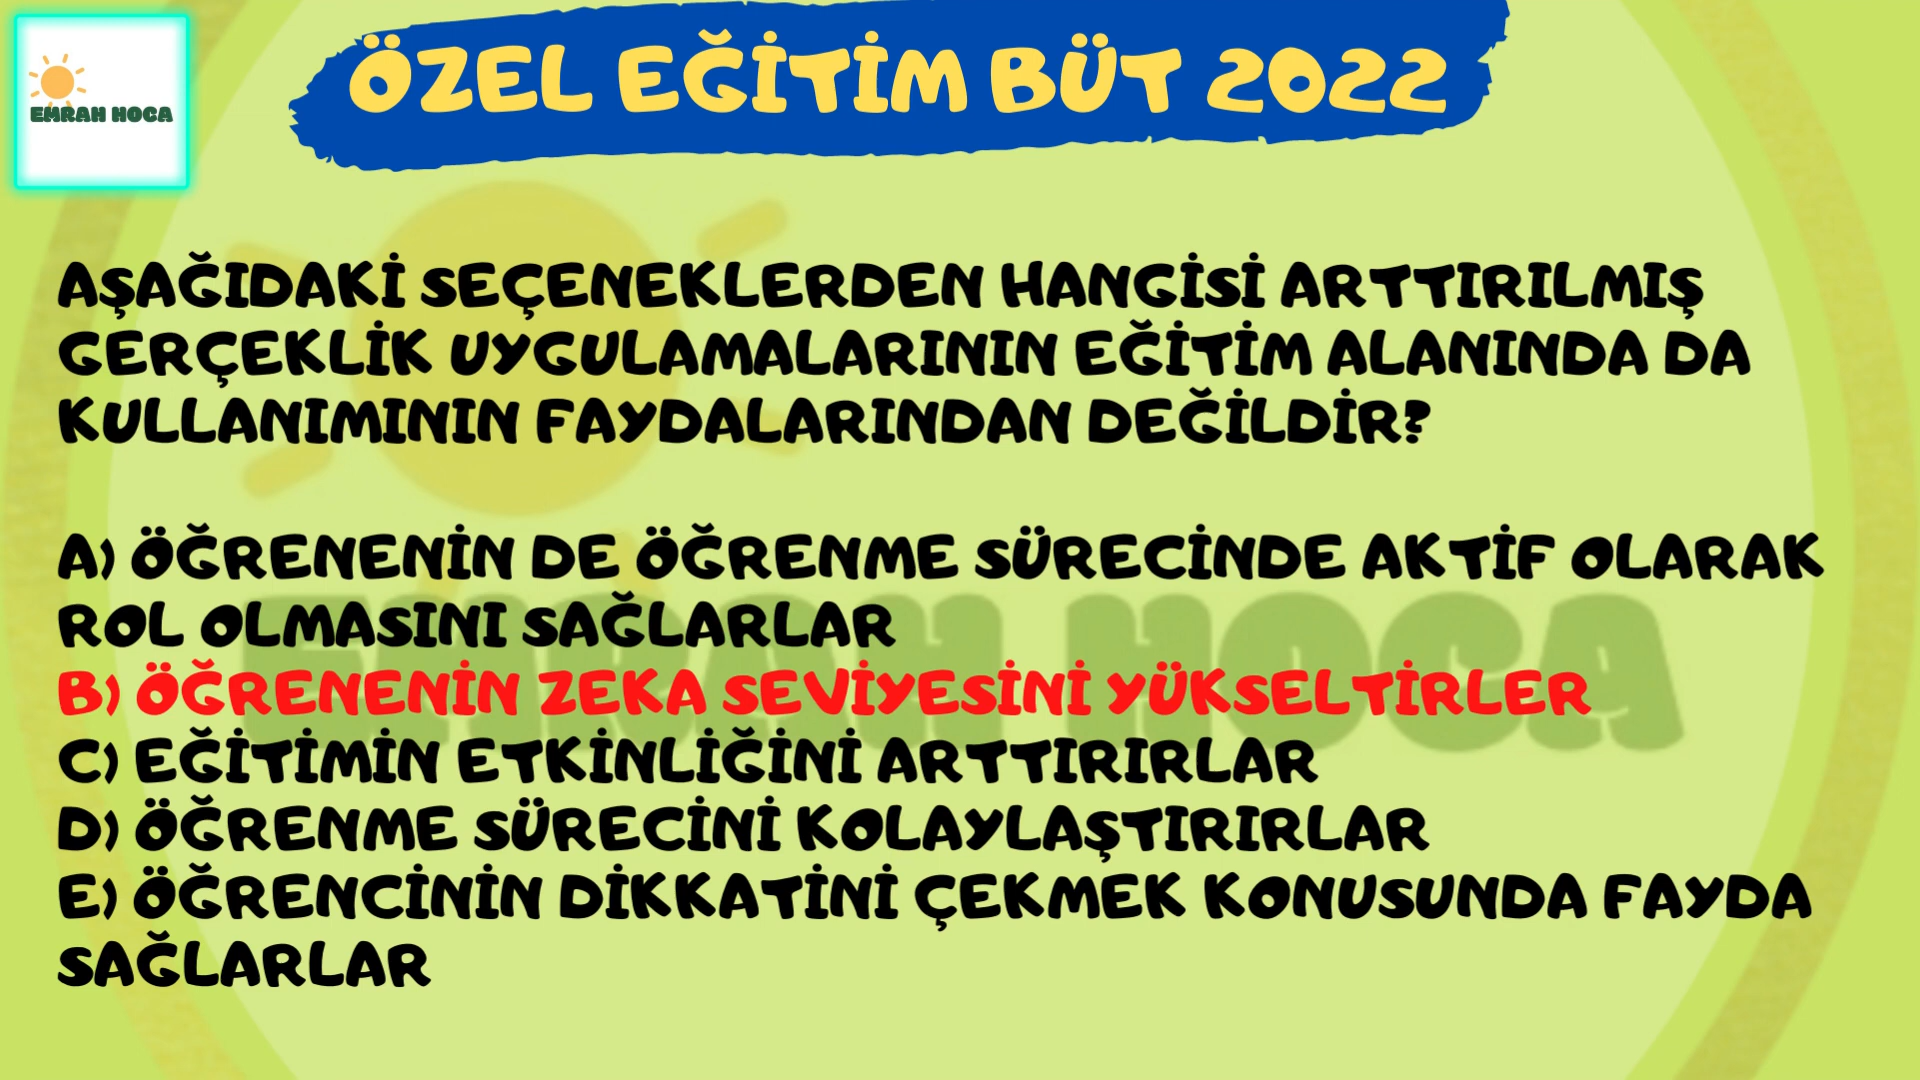 EMRAH HOCA
ÖZEL EĞİTİM BÜT 2022
AŞAĞIDAKİ SEÇENEKLERDEN HANGİSİ ARTTIRILMIŞ
GERÇEKLİK UYGULAMALARININ EĞİTİM ALANINDA DA
KULLANIMININ FAYDALARINDAN DEĞİLDİR?
A) ÖĞRENENİN DE ÖĞRENME SÜRECİNDE AKTİF OLARAK
ROL OLMASINI SAĞLARLAR
B) ÖĞRENENİN ZEKA SEVİYESİNİ YÜKSELTİRLER
C) EĞİTİMİN ETKİNLİĞİNİ ARTTIRIRLAR
D) ÖĞRENME SÜRECİNİ KOLAYLAŞTIRIRLAR
E) ÖĞRENCİNİN DİKKATİNİ ÇEKMEK KONUSUNDA FAYDA
SAĞLARLAR
EMRAH HOCA